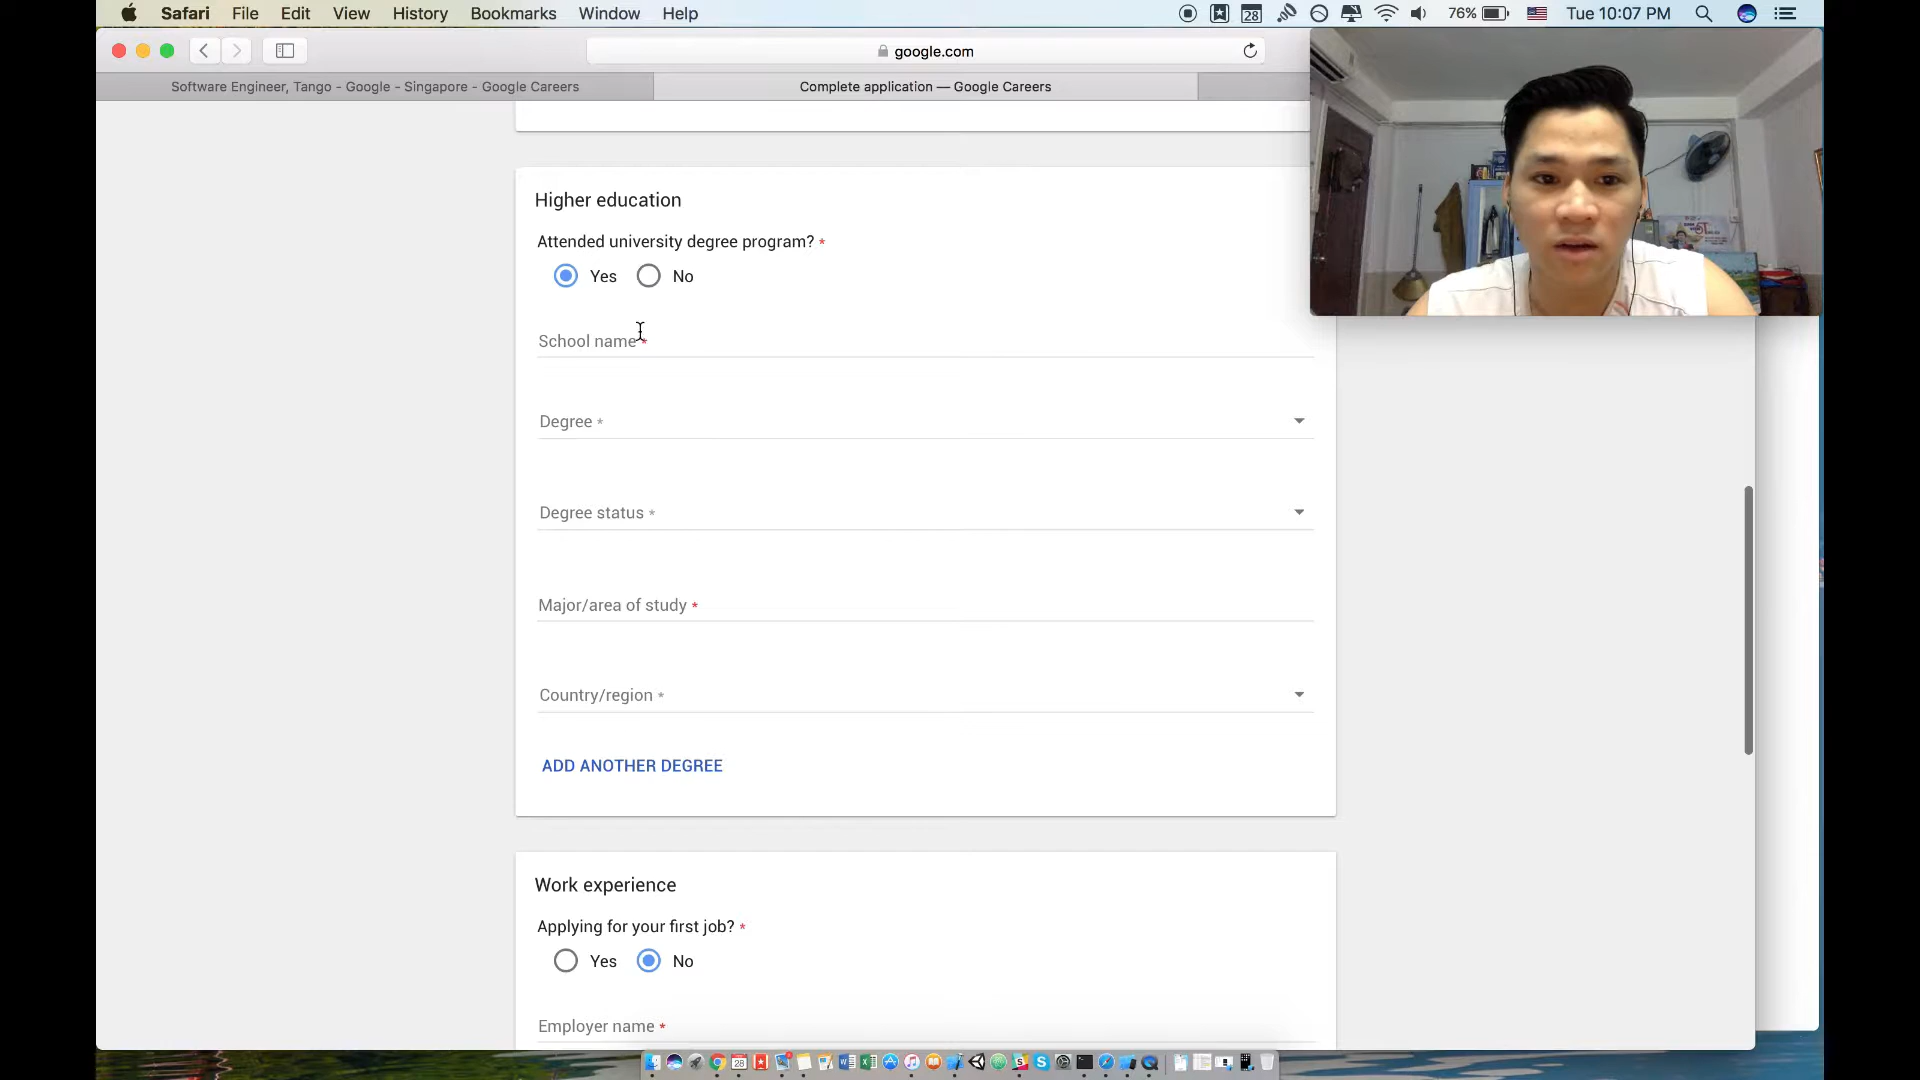 Safari File Edit View History Bookmarks Window Help
28
76%
Tue 10:07 PM
google.com
Software Engineer, Tango - Google - Singapore - Google Careers
Complete application — Google Careers
Higher education
Attended university degree program? *
Yes No
School name *
Degree *
Degree status *
Major/area of study *
Country/region *
ADD ANOTHER DEGREE
Work experience
Applying for your first job? *
Yes No
Employer name *